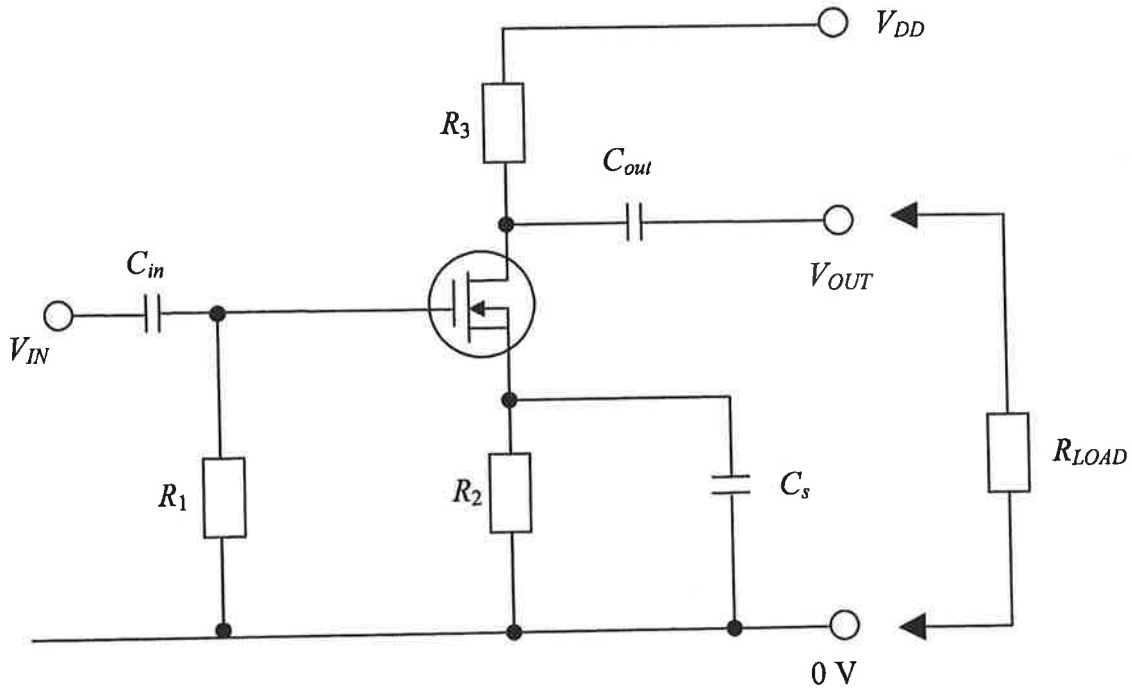 V_DD
R_3
C_out
C_in
V_OUT
V_IN
R_LOAD
R_1
R_2
C_s
0 V